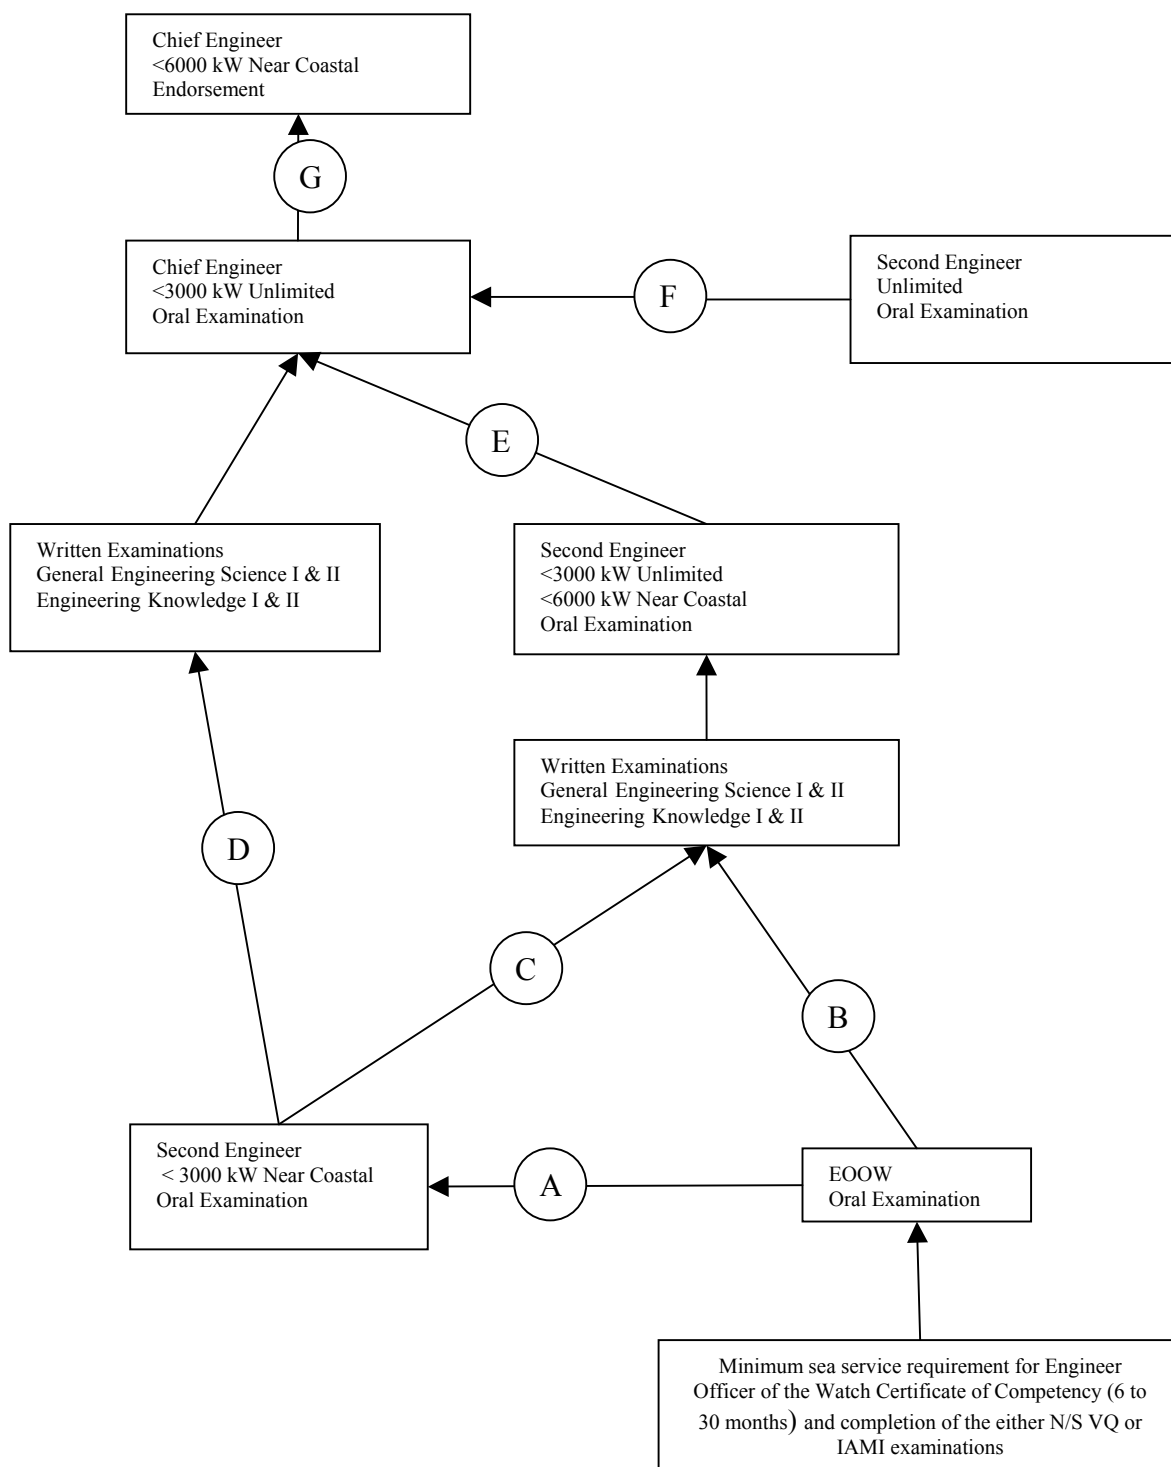 Chief Engineer
<6000 kW Near Coastal
Endorsement
G
Chief Engineer
<3000 kW Unlimited
Oral Examination
F
Second Engineer
Unlimited
Oral Examination
E
Written Examinations
General Engineering Science I & II
Engineering Knowledge I & II
Second Engineer
<3000 kW Unlimited
<6000 kW Near Coastal
Oral Examination
Written Examinations
General Engineering Science I & II
Engineering Knowledge I & II
D
C
B
Second Engineer
< 3000 kW Near Coastal
Oral Examination
A
EOOW
Oral Examination
Minimum sea service requirement for Engineer
Officer of the Watch Certificate of Competency (6 to
30 months) and completion of the either N/S VQ or
IAMI examinations